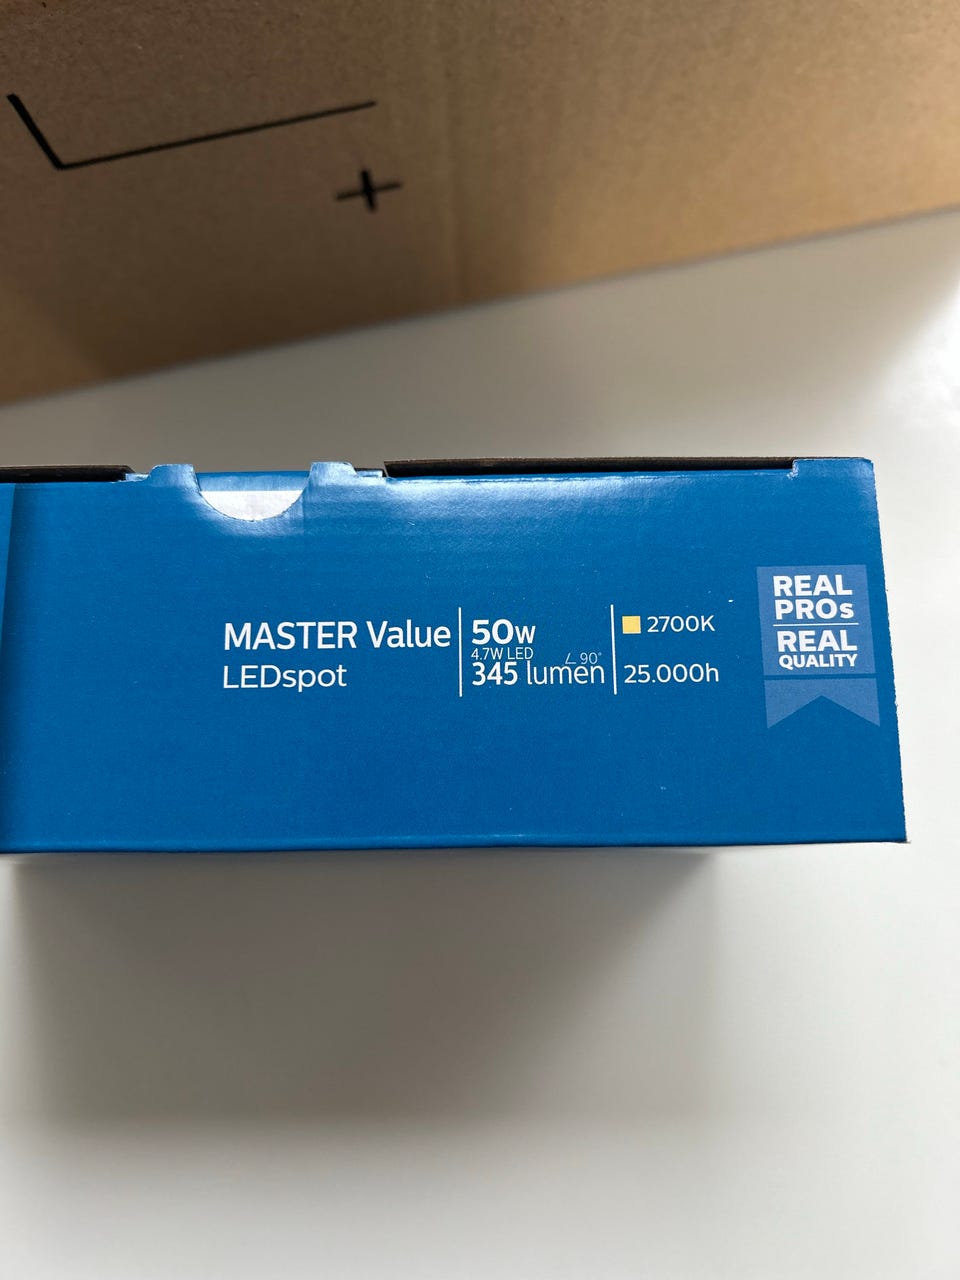 MASTER Value
LEDspot
50w
4.7W LED
345 lumen ∠ 90°
2700K
25.000h
REAL
PROs
REAL
QUALITY